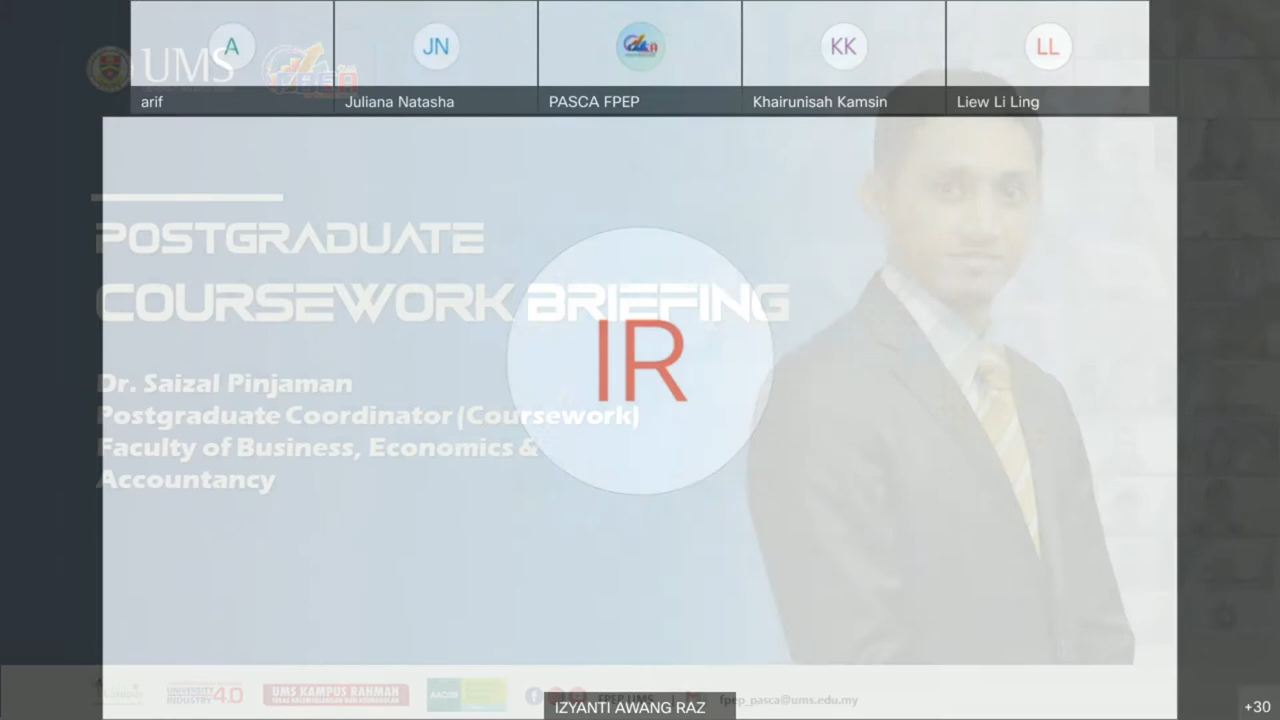 A
JN
KK
LL
arif
Juliana Natasha
PASCA FPEP
Khairunisah Kamsin
Liew Li Ling
UMS
POSTGRADUATE
COURSEWORK BRIEFING
IR
Dr. Saizal Pinjaman
Postgraduate Coordinator (Coursework)
Faculty of Business, Economics &
Accountancy
UNIVERSITY
INDUSTRY 4.0
UMS KAMPUS RAHMAH
AACSB
FPEP UMS
fpep_pasca@ums.edu.my
IZYANTI AWANG RAZ
+30